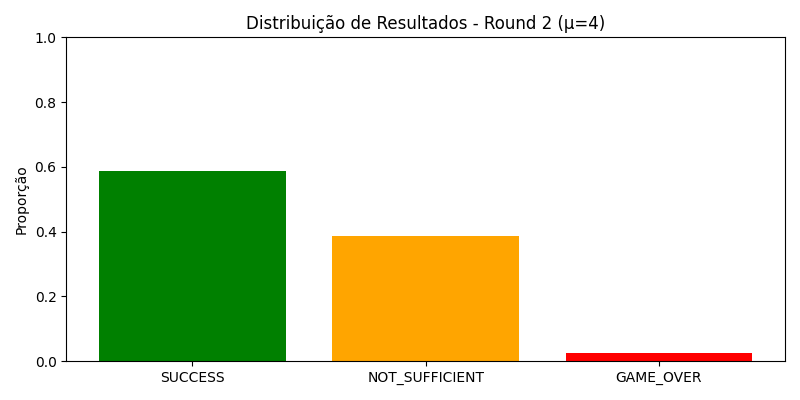 Distribuição de Resultados - Round 2 (μ=4)
Proporção
1.0
0.8
0.6
0.4
0.2
0.0
SUCCESS
NOT_SUFFICIENT
GAME_OVER